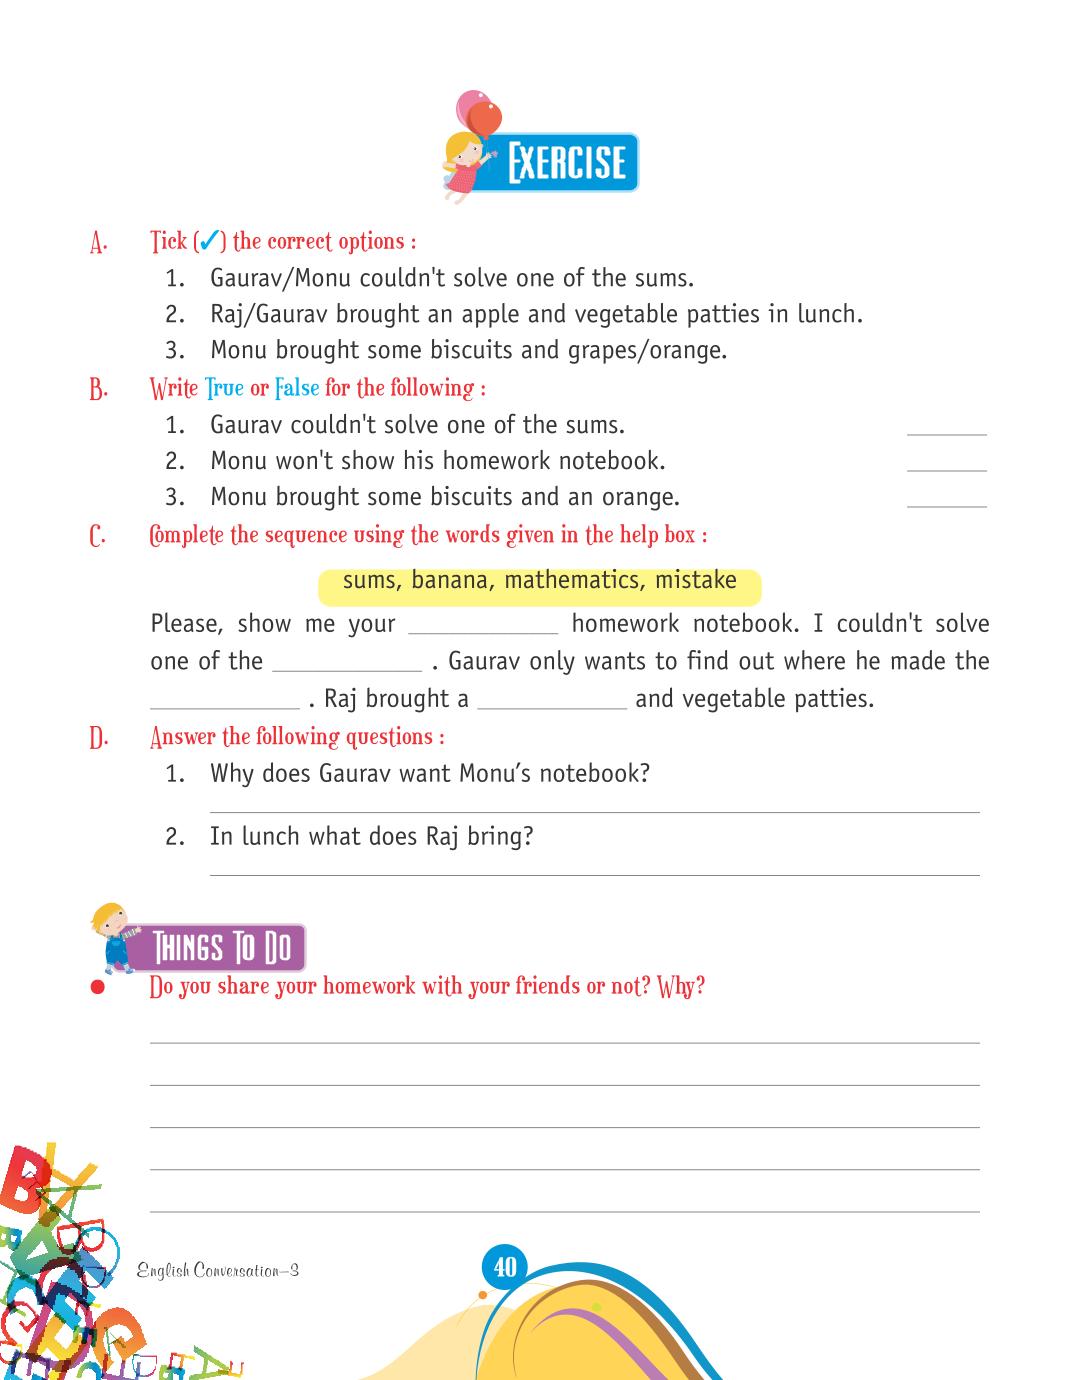 EXERCISE
A. Tick (✓) the correct options :
1. Gaurav/Monu couldn't solve one of the sums.
2. Raj/Gaurav brought an apple and vegetable patties in lunch.
3. Monu brought some biscuits and grapes/orange.
B. Write True or False for the following :
1. Gaurav couldn't solve one of the sums. ______
2. Monu won't show his homework notebook. ______
3. Monu brought some biscuits and an orange. ______
C. Complete the sequence using the words given in the help box :
sums, banana, mathematics, mistake
Please, show me your ___________ homework notebook. I couldn't solve
one of the ___________ . Gaurav only wants to find out where he made the
___________ . Raj brought a ___________ and vegetable patties.
D. Answer the following questions :
1. Why does Gaurav want Monu’s notebook?
2. In lunch what does Raj bring?
THINGS TO DO
● Do you share your homework with your friends or not? Why?
English Conversation–3
40